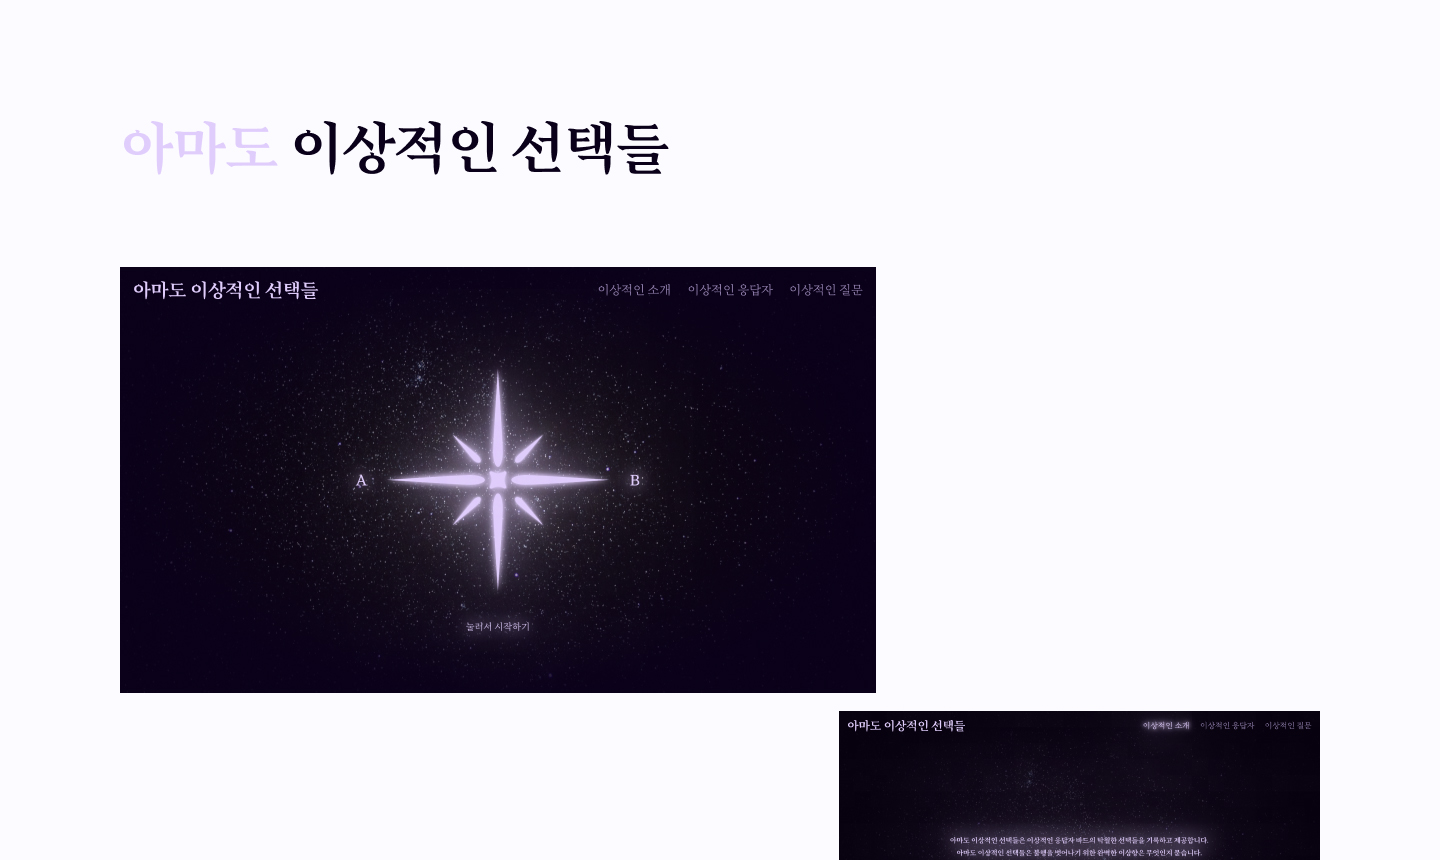 아마도 이상적인 선택들
아마도 이상적인 선택들
이상적인 소개 이상적인 응답자 이상적인 질문
A B
눌러서 시작하기
아마도 이상적인 선택들
이상적인 소개 이상적인 응답자 이상적인 질문
아마도 이상적인 선택들은 이상적인 응답자 바드의 탁월한 선택들을 기록하고 제공합니다.
아마도 이상적인 선택들은 불행을 벗어나기 위한 완벽한 이상향은 무엇인지 묻습니다.